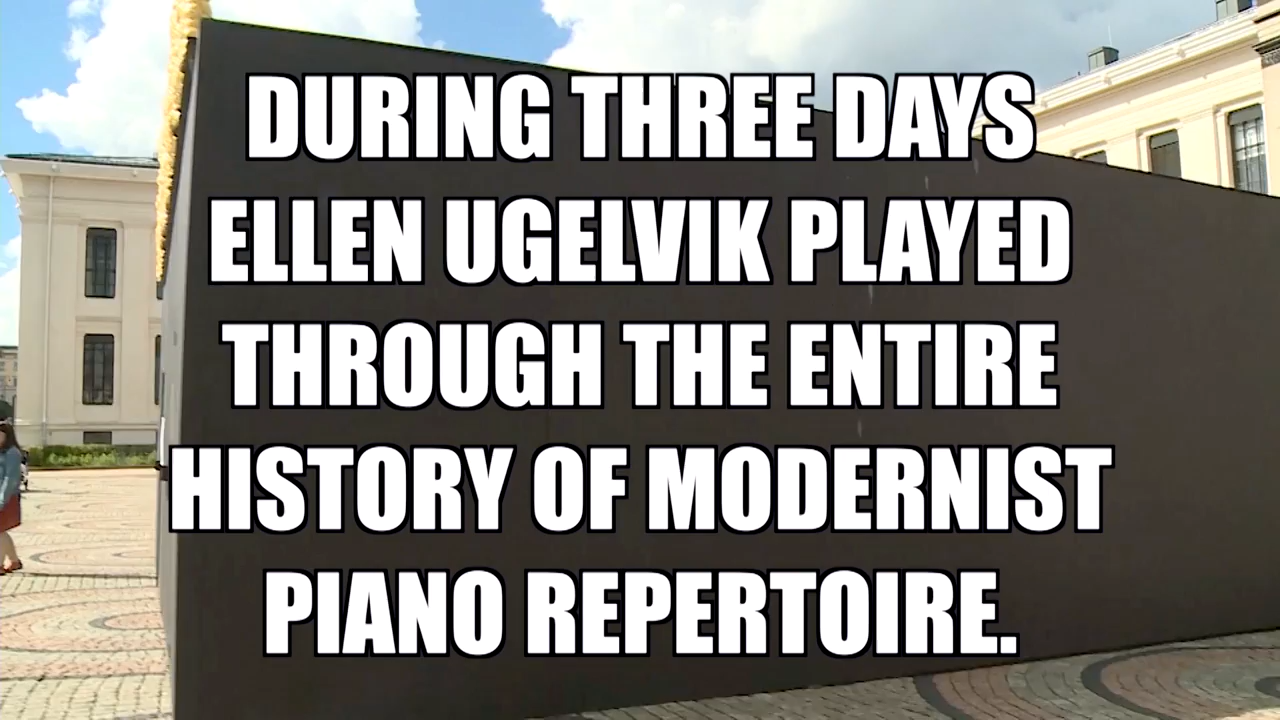 DURING THREE DAYS
ELLEN UGELVIK PLAYED
THROUGH THE ENTIRE
HISTORY OF MODERNIST
PIANO REPERTOIRE.